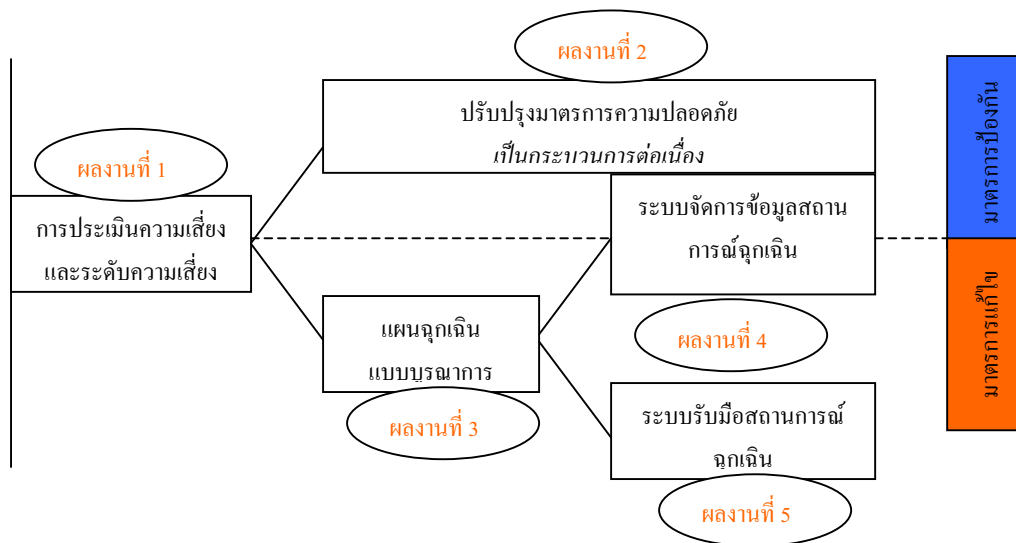 ผลงานที่ 2
ปรับปรุงมาตรการความปลอดภัย
เป็นกระบวนการต่อเนื่อง
มาตรการป้องกัน
ผลงานที่ 1
การประเมินความเสี่ยง
และระดับความเสี่ยง
ระบบจัดการข้อมูลสถาน
การณ์ฉุกเฉิน
มาตรการแก้ไข
แผนฉุกเฉิน
แบบบูรณาการ
ผลงานที่ 4
ผลงานที่ 3
ระบบรับมือสถานการณ์
ฉุกเฉิน
ผลงานที่ 5